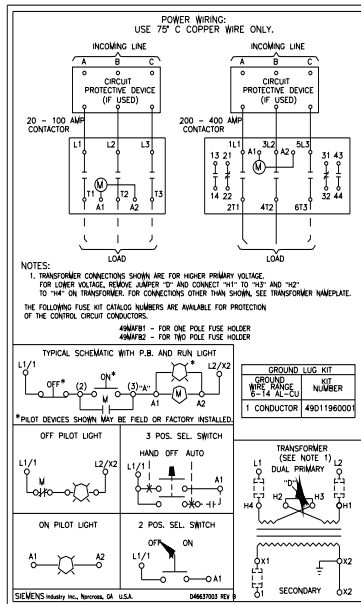 POWER WIRING:
USE 75° C COPPER WIRE ONLY.
INCOMING LINE
A B C
CIRCUIT
PROTECTIVE DEVICE
(IF USED)
20 - 100 AMP
CONTACTOR
L1 L2 L3
M
T1 T2 T3
A1 A2
LOAD
INCOMING LINE
A B C
CIRCUIT
PROTECTIVE DEVICE
(IF USED)
200 - 400 AMP
CONTACTOR
1L1 3L2 5L3
13 21 A1 A2 31 43
M
14 22 32 44
2T1 4T2 6T3
LOAD
NOTES:
1. TRANSFORMER CONNECTIONS SHOWN ARE FOR HIGHER PRIMARY VOLTAGE.
FOR LOWER VOLTAGE, REMOVE JUMPER "D" AND CONNECT "H1" TO "H3" AND "H2"
TO "H4" ON TRANSFORMER. FOR CONNECTIONS OTHER THAN SHOWN, SEE TRANSFORMER NAMEPLATE.
THE FOLLOWING FUSE KIT CATALOG NUMBERS ARE AVAILABLE FOR PROTECTION
OF THE CONTROL CIRCUIT CONDUCTORS.
49MAFB1 - FOR ONE POLE FUSE HOLDER
49MAFB2 - FOR TWO POLE FUSE HOLDER
TYPICAL SCHEMATIC WITH P.B. AND RUN LIGHT
L1/1 L2/X2
OFF* (2) ON* (3)"A" A1 M A2
M
*PILOT DEVICES SHOWN MAY BE FIELD OR FACTORY INSTALLED.
GROUND LUG KIT
GROUND WIRE RANGE 6-14 AL-CU
KIT NUMBER
1 CONDUCTOR 49D11960001
OFF PILOT LIGHT
L1/1 L2/X2
M
3 POS. SEL. SWITCH
HAND OFF AUTO
L1/1
A1
TRANSFORMER
(SEE NOTE 1)
DUAL PRIMARY
L1 L2
"D"
H2 H3
H4 H1
X1 X2
SECONDARY
X1 X2
ON PILOT LIGHT
A1 A2
2 POS. SEL. SWITCH
OFF ON
L1/1
A1
SIEMENS Industry Inc., Norcross, GA U.S.A. D46637003 REV B